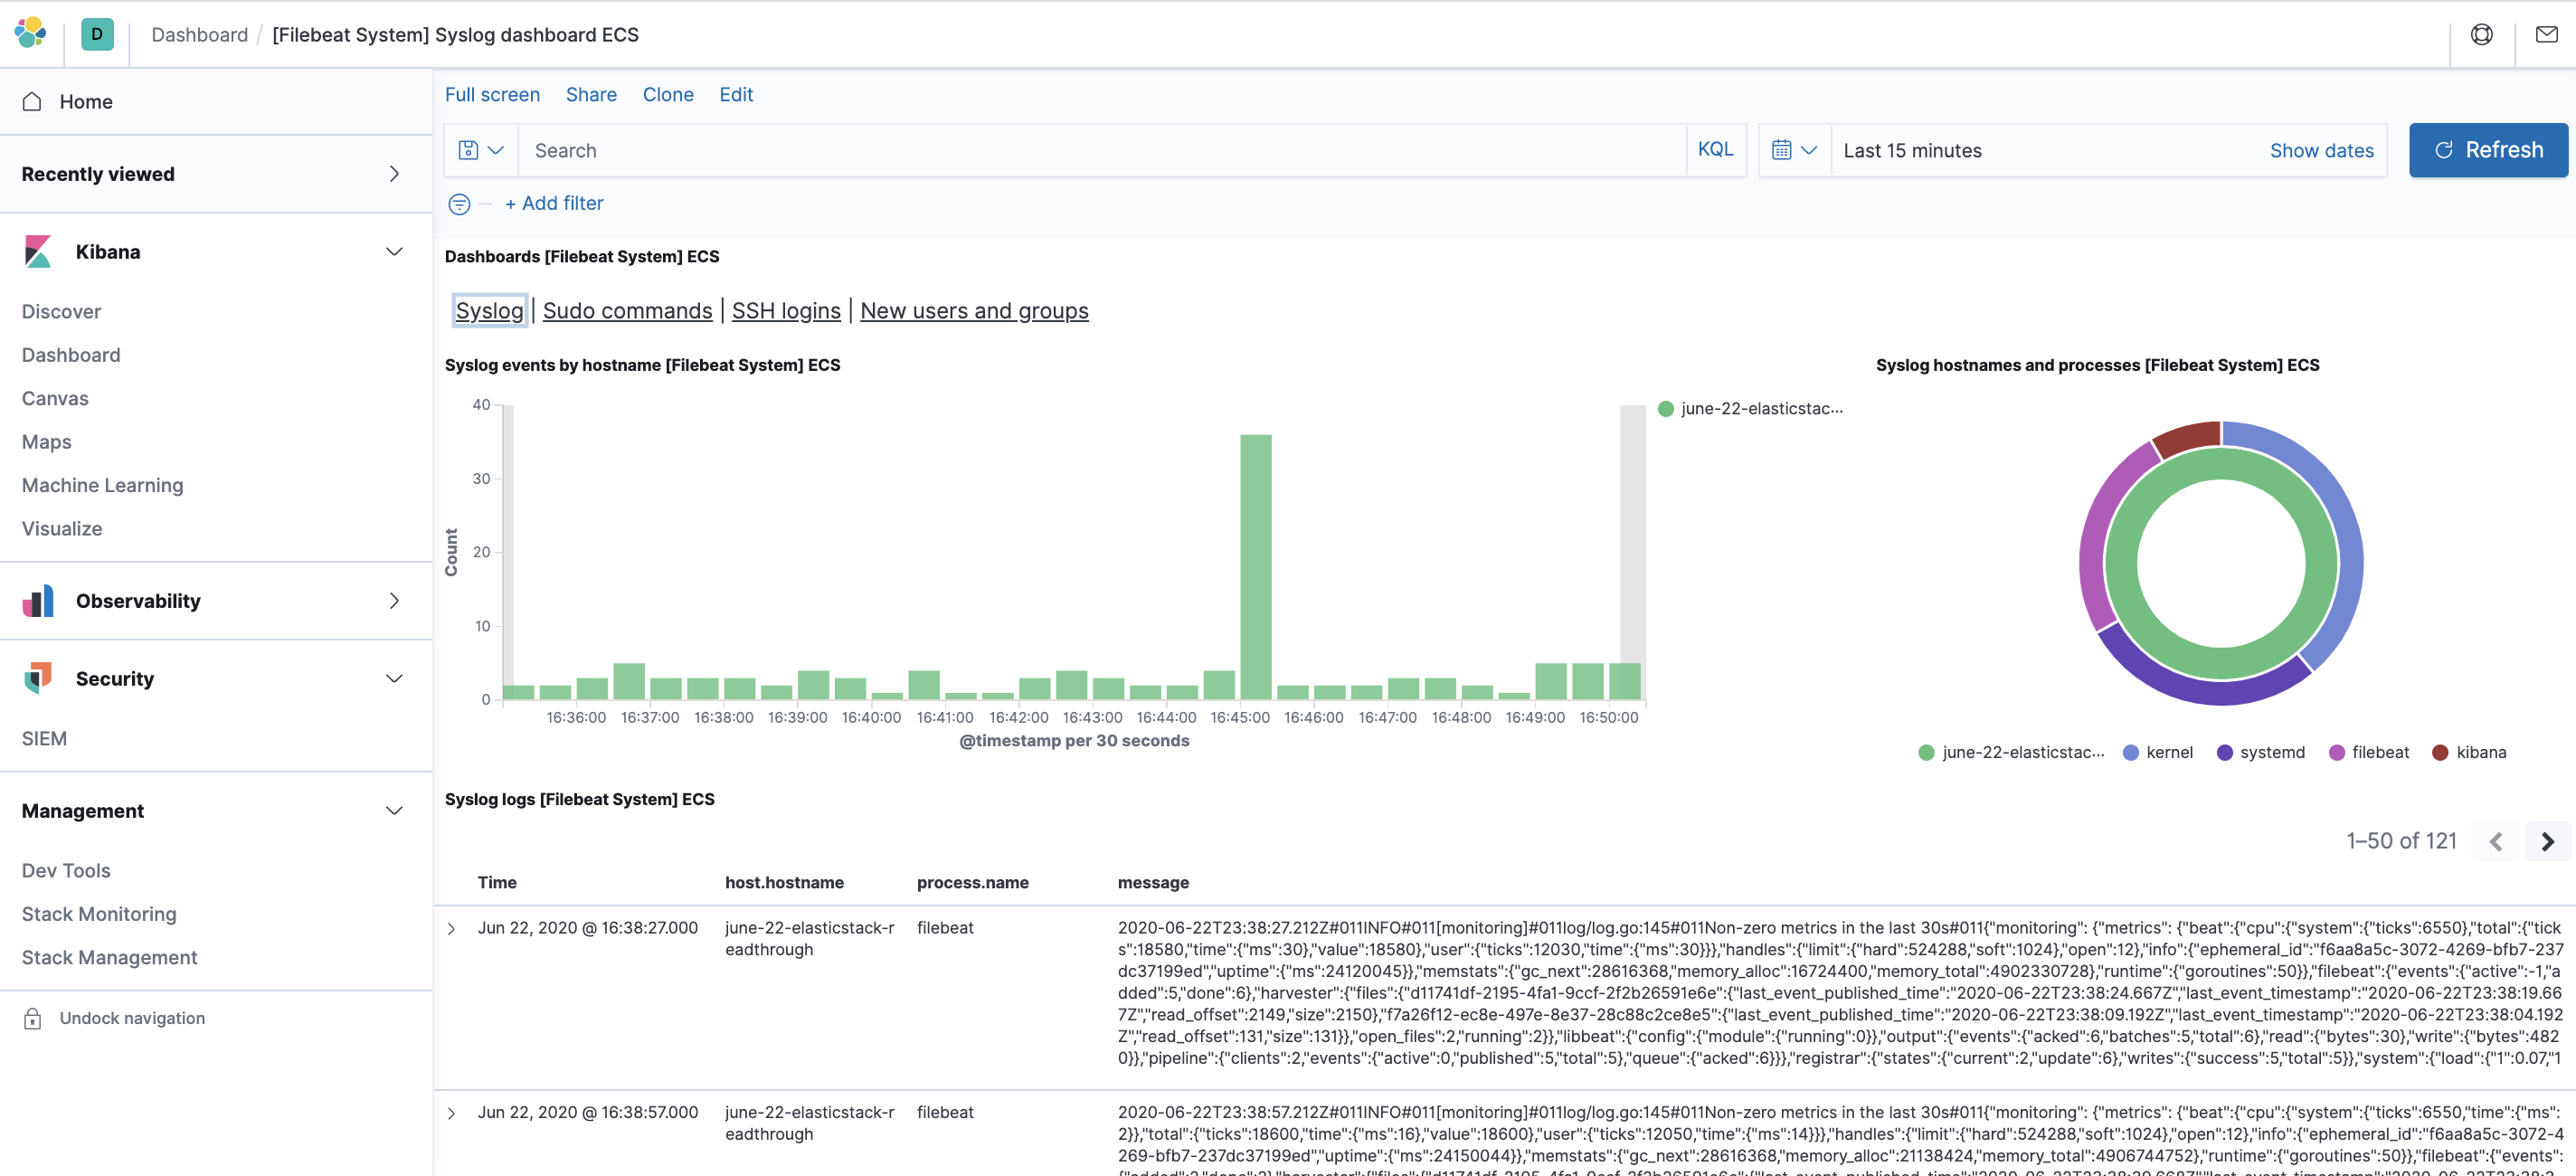 D Dashboard / [Filebeat System] Syslog dashboard ECS
Home
Recently viewed
Kibana
Discover
Dashboard
Canvas
Maps
Machine Learning
Visualize
Observability
Security
SIEM
Management
Dev Tools
Stack Monitoring
Stack Management
Undock navigation
Full screen Share Clone Edit
Search KQL Last 15 minutes Show dates Refresh
+ Add filter
Dashboards [Filebeat System] ECS
Syslog | Sudo commands | SSH logins | New users and groups
Syslog events by hostname [Filebeat System] ECS
40
30
20
10
0
Count
16:36:00 16:37:00 16:38:00 16:39:00 16:40:00 16:41:00 16:42:00 16:43:00 16:44:00 16:45:00 16:46:00 16:47:00 16:48:00 16:49:00 16:50:00
@timestamp per 30 seconds
june-22-elasticstac...
Syslog hostnames and processes [Filebeat System] ECS
june-22-elasticstac... kernel systemd filebeat kibana
Syslog logs [Filebeat System] ECS
1–50 of 121
Time host.hostname process.name message
Jun 22, 2020 @ 16:38:27.000
june-22-elasticstack-r
eadthrough
filebeat
2020-06-22T23:38:27.212Z#011INFO#011[monitoring]#011log/log.go:145#011Non-zero metrics in the last 30s#011{"monitoring": {"metrics": {"beat":{"cpu":{"system":{"ticks":6550},"total":{"tick
s":18580,"time":{"ms":30},"value":18580},"user":{"ticks":12030,"time":{"ms":30}}},"handles":{"limit":{"hard":524288,"soft":1024},"open":12},"info":{"ephemeral_id":"f6aa8a5c-3072-4269-bfb7-237
dc37199ed","uptime":{"ms":24120045}},"memstats":{"gc_next":28616368,"memory_alloc":16724400,"memory_total":4902330728},"runtime":{"goroutines":50}},"filebeat":{"events":{"active":-1,"a
dded":5,"done":6},"harvester":{"files":{"d11741df-2195-4fa1-9ccf-2f2b26591e6e":{"last_event_published_time":"2020-06-22T23:38:24.667Z","last_event_timestamp":"2020-06-22T23:38:19.66
7Z","read_offset":2149,"size":2150},"f7a26f12-ec8e-497e-8e37-28c88c2ce8e5":{"last_event_published_time":"2020-06-22T23:38:09.192Z","last_event_timestamp":"2020-06-22T23:38:04.192
Z","read_offset":131,"size":131}},"open_files":2,"running":2}},"libbeat":{"config":{"module":{"running":0}},"output":{"events":{"acked":6,"batches":5,"total":6},"read":{"bytes":30},"write":{"bytes":482
0}},"pipeline":{"clients":2,"events":{"active":0,"published":5,"total":5},"queue":{"acked":6}}},"registrar":{"states":{"current":2,"update":6},"writes":{"success":5,"total":5}},"system":{"load":{"1":0.07,"1
Jun 22, 2020 @ 16:38:57.000
june-22-elasticstack-r
eadthrough
filebeat
2020-06-22T23:38:57.212Z#011INFO#011[monitoring]#011log/log.go:145#011Non-zero metrics in the last 30s#011{"monitoring": {"metrics": {"beat":{"cpu":{"system":{"ticks":6550,"time":{"ms":
2}},"total":{"ticks":18600,"time":{"ms":16},"value":18600},"user":{"ticks":12050,"time":{"ms":14}}},"handles":{"limit":{"hard":524288,"soft":1024},"open":12},"info":{"ephemeral_id":"f6aa8a5c-3072-4
269-bfb7-237dc37199ed","uptime":{"ms":24150044}},"memstats":{"gc_next":28616368,"memory_alloc":21138424,"memory_total":4906744752},"runtime":{"goroutines":50}},"filebeat":{"events":